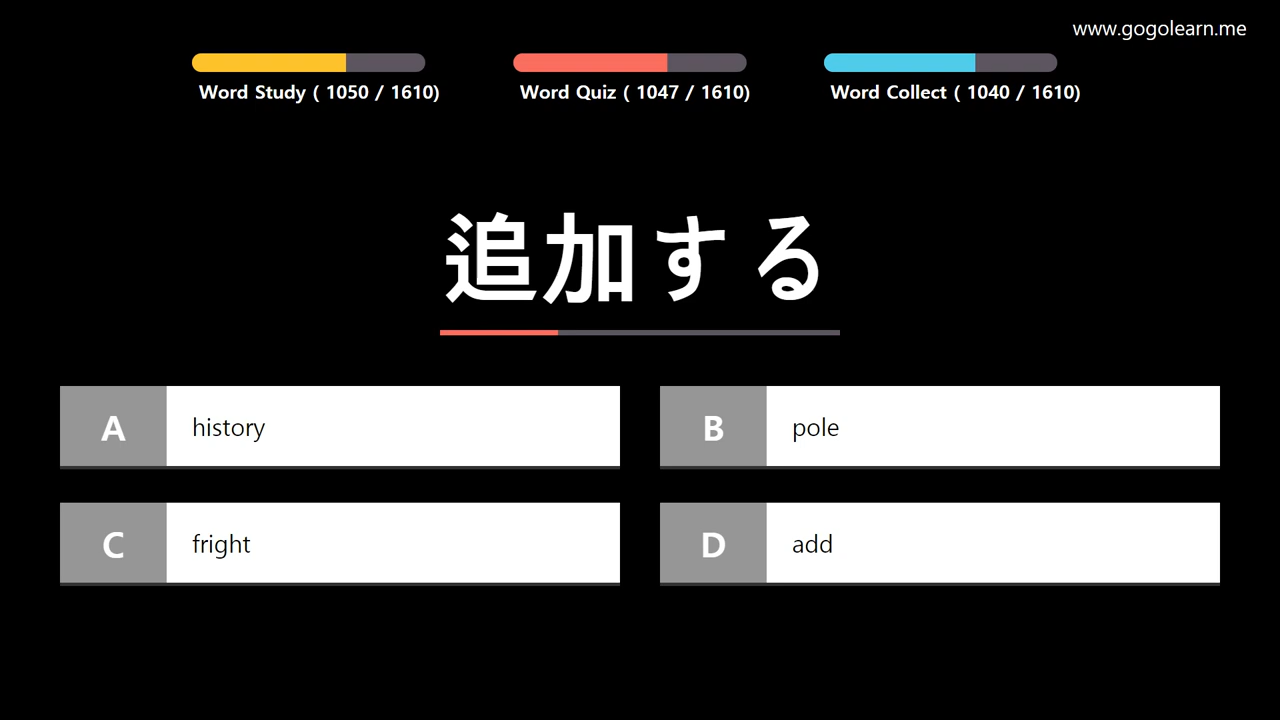 www.gogolearn.me
Word Study ( 1050 / 1610)
Word Quiz ( 1047 / 1610)
Word Collect ( 1040 / 1610)
追加する
A history
B pole
C fright
D add